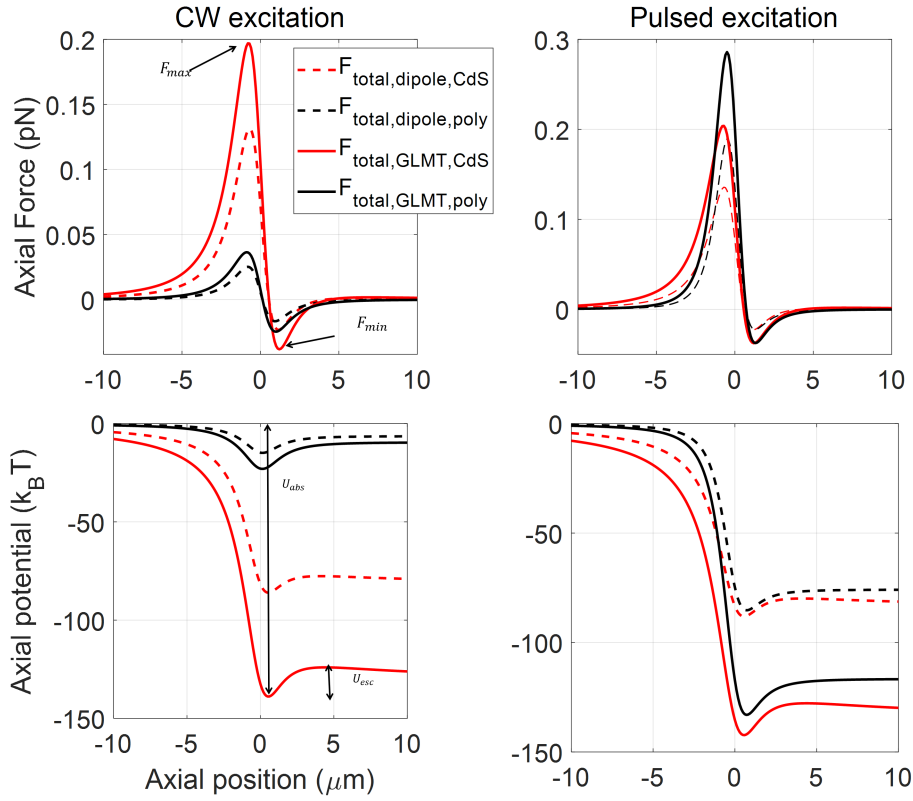 CW excitation
Pulsed excitation
Axial Force (pN)
0.2
0.15
0.1
0.05
0
-10
-5
0
5
10
F_max
F_min
F_total,dipole,CdS
F_total,dipole,poly
F_total,GLMT,CdS
F_total,GLMT,poly
0.3
0.2
0.1
0
-10
-5
0
5
10
Axial potential (k_BT)
0
-50
-100
-150
-10
-5
0
5
10
U_abs
U_esc
Axial position (μm)
0
-50
-100
-150
-10
-5
0
5
10